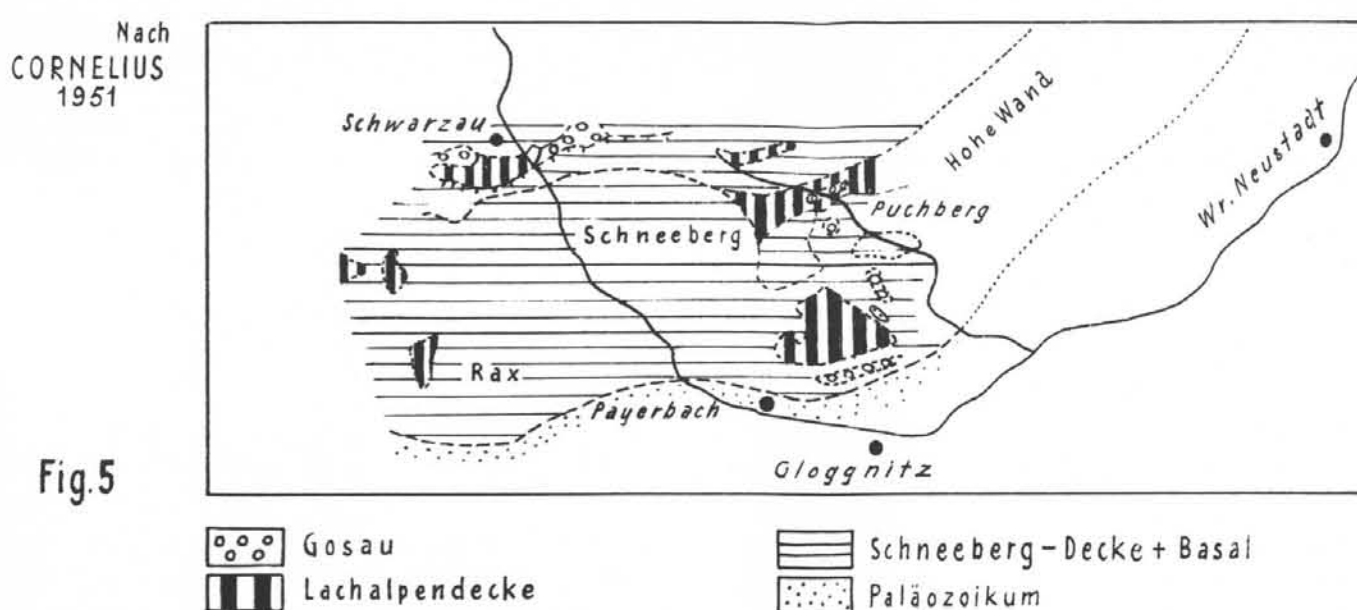 Nach
CORNELIUS
1951
Schwarzau
Hohe Wand
Wr. Neustadt
Puchberg
Schneeberg
Rax
Payerbach
Gloggnitz
Fig.5
Gosau
Lachalpendecke
Schneeberg-Decke+Basal
Paläozoikum